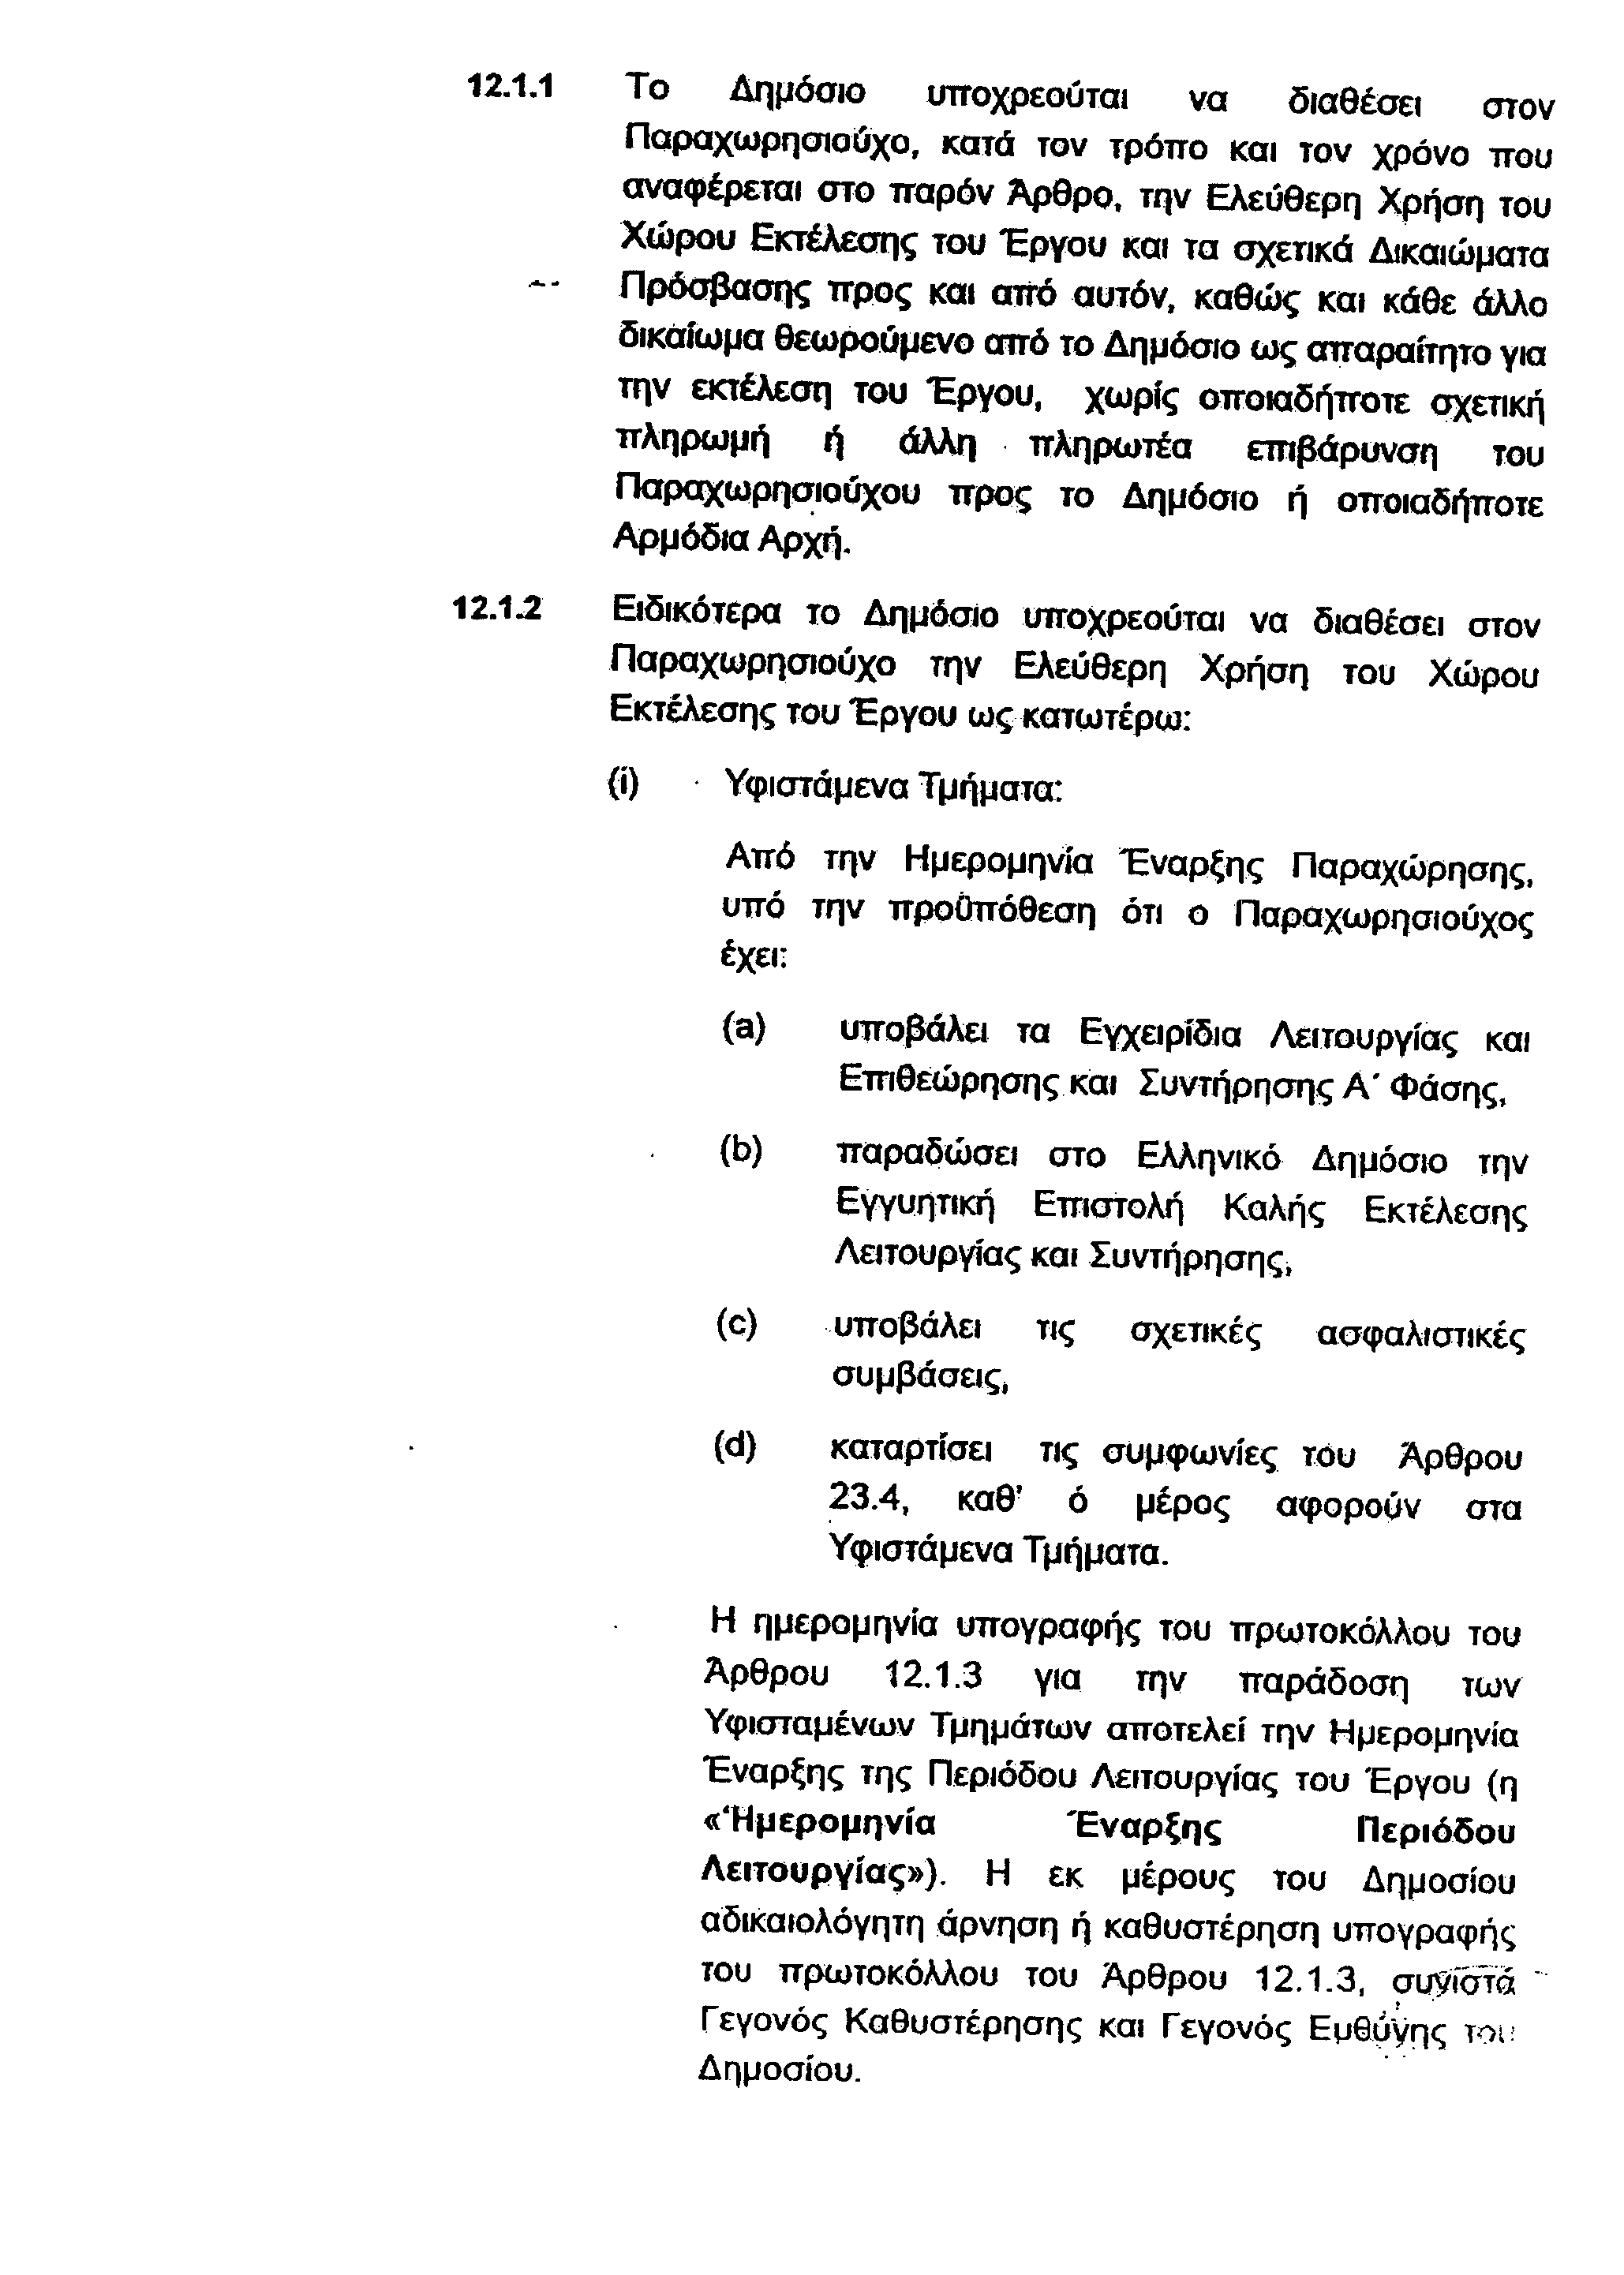 12.1.1 Το Δημόσιο υποχρεούται να διαθέσει στον
Παραχωρησιούχο, κατά τον τρόπο και τον χρόνο που
αναφέρεται στο παρόν Άρθρο, την Ελεύθερη Χρήση του
Χώρου Εκτέλεσης του Έργου και τα σχετικά Δικαιώματα
Πρόσβασης προς και από αυτόν, καθώς και κάθε άλλο
δικαίωμα θεωρούμενο από το Δημόσιο ως απαραίτητο για
την εκτέλεση του Έργου, χωρίς οποιαδήποτε σχετική
πληρωμή ή άλλη πληρωτέα επιβάρυνση του
Παραχωρησιούχου προς το Δημόσιο ή οποιαδήποτε
Αρμόδια Αρχή.
12.1.2 Ειδικότερα το Δημόσιο υποχρεούται να διαθέσει στον
Παραχωρησιούχο την Ελεύθερη Χρήση του Χώρου
Εκτέλεσης του Έργου ως κατωτέρω:
(i) Υφιστάμενα Τμήματα:
Από την Ημερομηνία Έναρξης Παραχώρησης,
υπό την προϋπόθεση ότι ο Παραχωρησιούχος
έχει:
(a) υποβάλει τα Εγχειρίδια Λειτουργίας και
Επιθεώρησης και Συντήρησης Α΄ Φάσης,
(b) παραδώσει στο Ελληνικό Δημόσιο την
Εγγυητική Επιστολή Καλής Εκτέλεσης
Λειτουργίας και Συντήρησης,
(c) υποβάλει τις σχετικές ασφαλιστικές
συμβάσεις,
(d) καταρτίσει τις συμφωνίες του Άρθρου
23.4, καθ' ό μέρος αφορούν στα
Υφιστάμενα Τμήματα.
Η ημερομηνία υπογραφής του πρωτοκόλλου του
Άρθρου 12.1.3 για την παράδοση των
Υφισταμένων Τμημάτων αποτελεί την Ημερομηνία
Έναρξης της Περιόδου Λειτουργίας του Έργου (η
«‘Ημερομηνία Έναρξης Περιόδου
Λειτουργίας»). Η εκ μέρους του Δημοσίου
αδικαιολόγητη άρνηση ή καθυστέρηση υπογραφής
του πρωτοκόλλου του Άρθρου 12.1.3, συνιστά
Γεγονός Καθυστέρησης και Γεγονός Ευθύνης του
Δημοσίου.